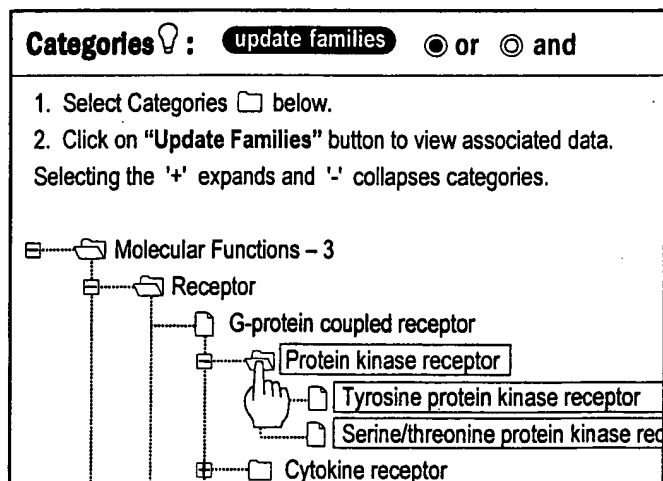 Categories : update families or and
1. Select Categories below.
2. Click on "Update Families" button to view associated data.
Selecting the '+' expands and '-' collapses categories.
Molecular Functions – 3
Receptor
G-protein coupled receptor
Protein kinase receptor
Tyrosine protein kinase receptor
Serine/threonine protein kinase rec
Cytokine receptor